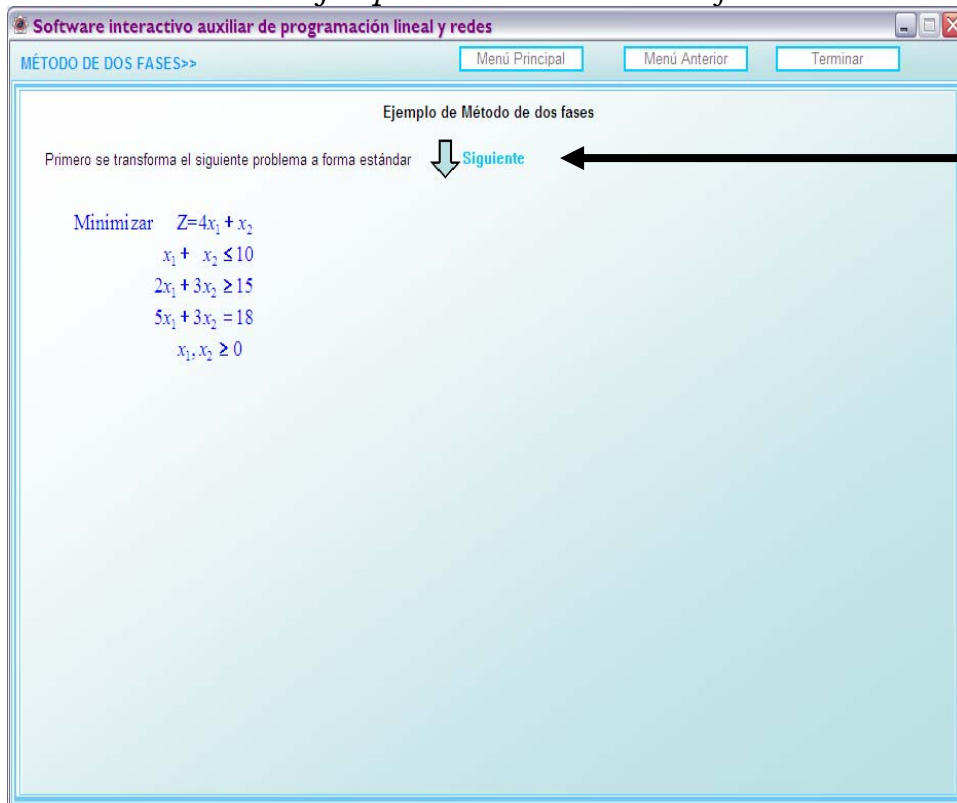 Software interactivo auxiliar de programación lineal y redes
MÉTODO DE DOS FASES>>
Menú Principal
Menú Anterior
Terminar
Ejemplo de Método de dos fases
Primero se transforma el siguiente problema a forma estándar
Siguiente
Minimizar Z=4x₁ + x₂
x₁ + x₂ ≤ 10
2x₁ + 3x₂ ≥ 15
5x₁ + 3x₂ = 18
x₁, x₂ ≥ 0